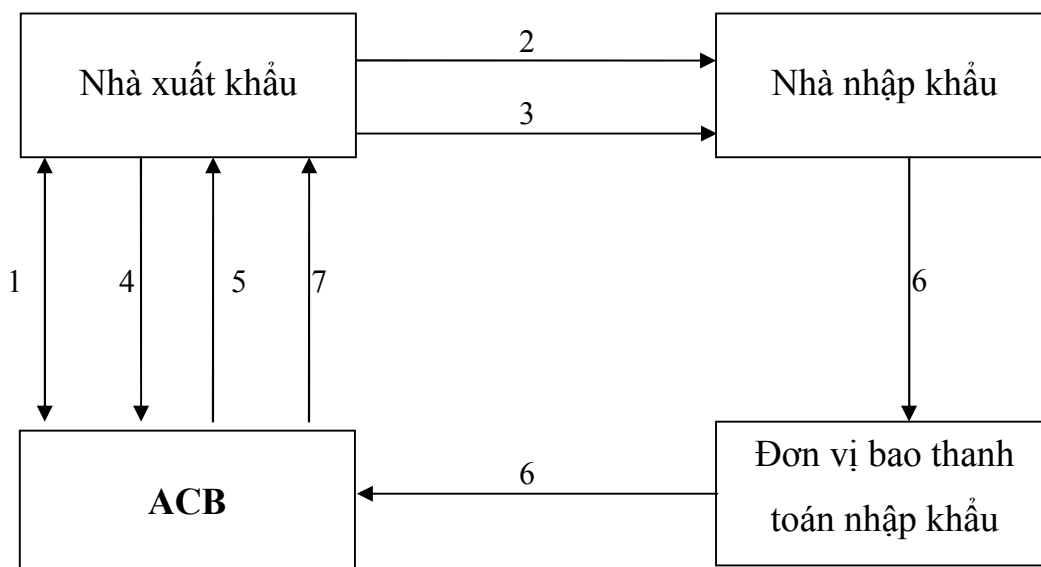 Nhà xuất khẩu
2
Nhà nhập khẩu
3
1
4
5
7
6
ACB
6
Đơn vị bao thanh
toán nhập khẩu